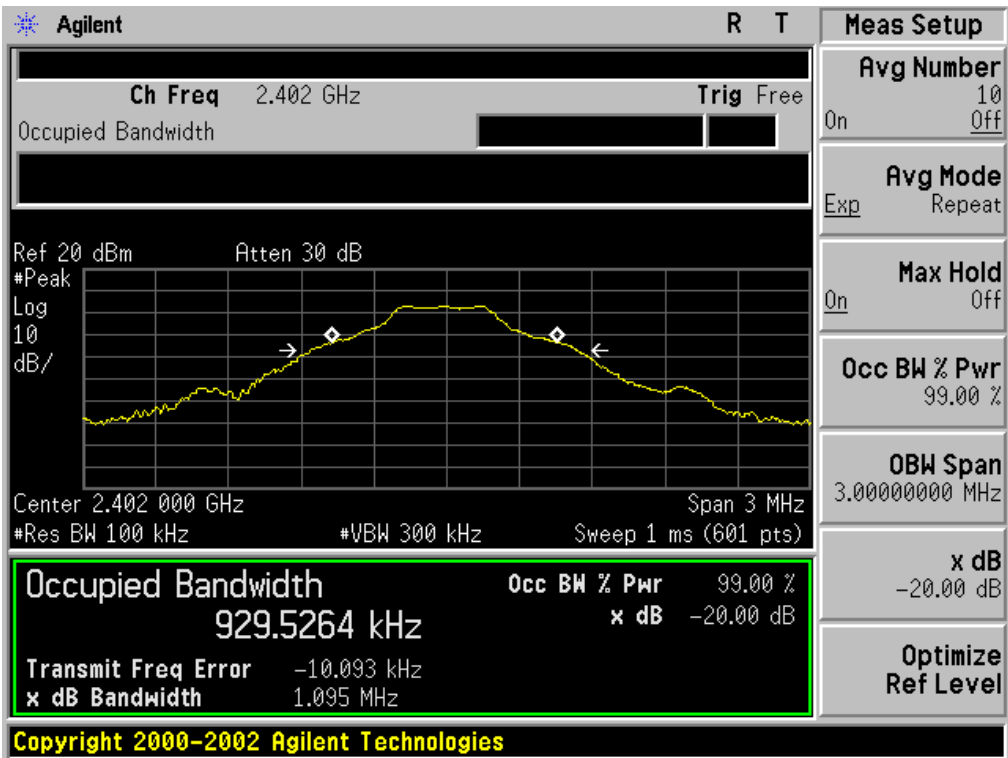 Agilent R T
Ch Freq 2.402 GHz Trig Free
Occupied Bandwidth
Ref 20 dBm Atten 30 dB
#Peak
Log
10
dB/
Center 2.402 000 GHz Span 3 MHz
#Res BW 100 kHz #VBW 300 kHz Sweep 1 ms (601 pts)
Occupied Bandwidth Occ BW % Pwr 99.00 %
929.5264 kHz x dB -20.00 dB
Transmit Freq Error -10.093 kHz
x dB Bandwidth 1.095 MHz
Copyright 2000-2002 Agilent Technologies
Meas Setup
Avg Number
10
On Off
Avg Mode
Exp Repeat
Max Hold
On Off
Occ BW % Pwr
99.00 %
OBW Span
3.00000000 MHz
x dB
-20.00 dB
Optimize
Ref Level